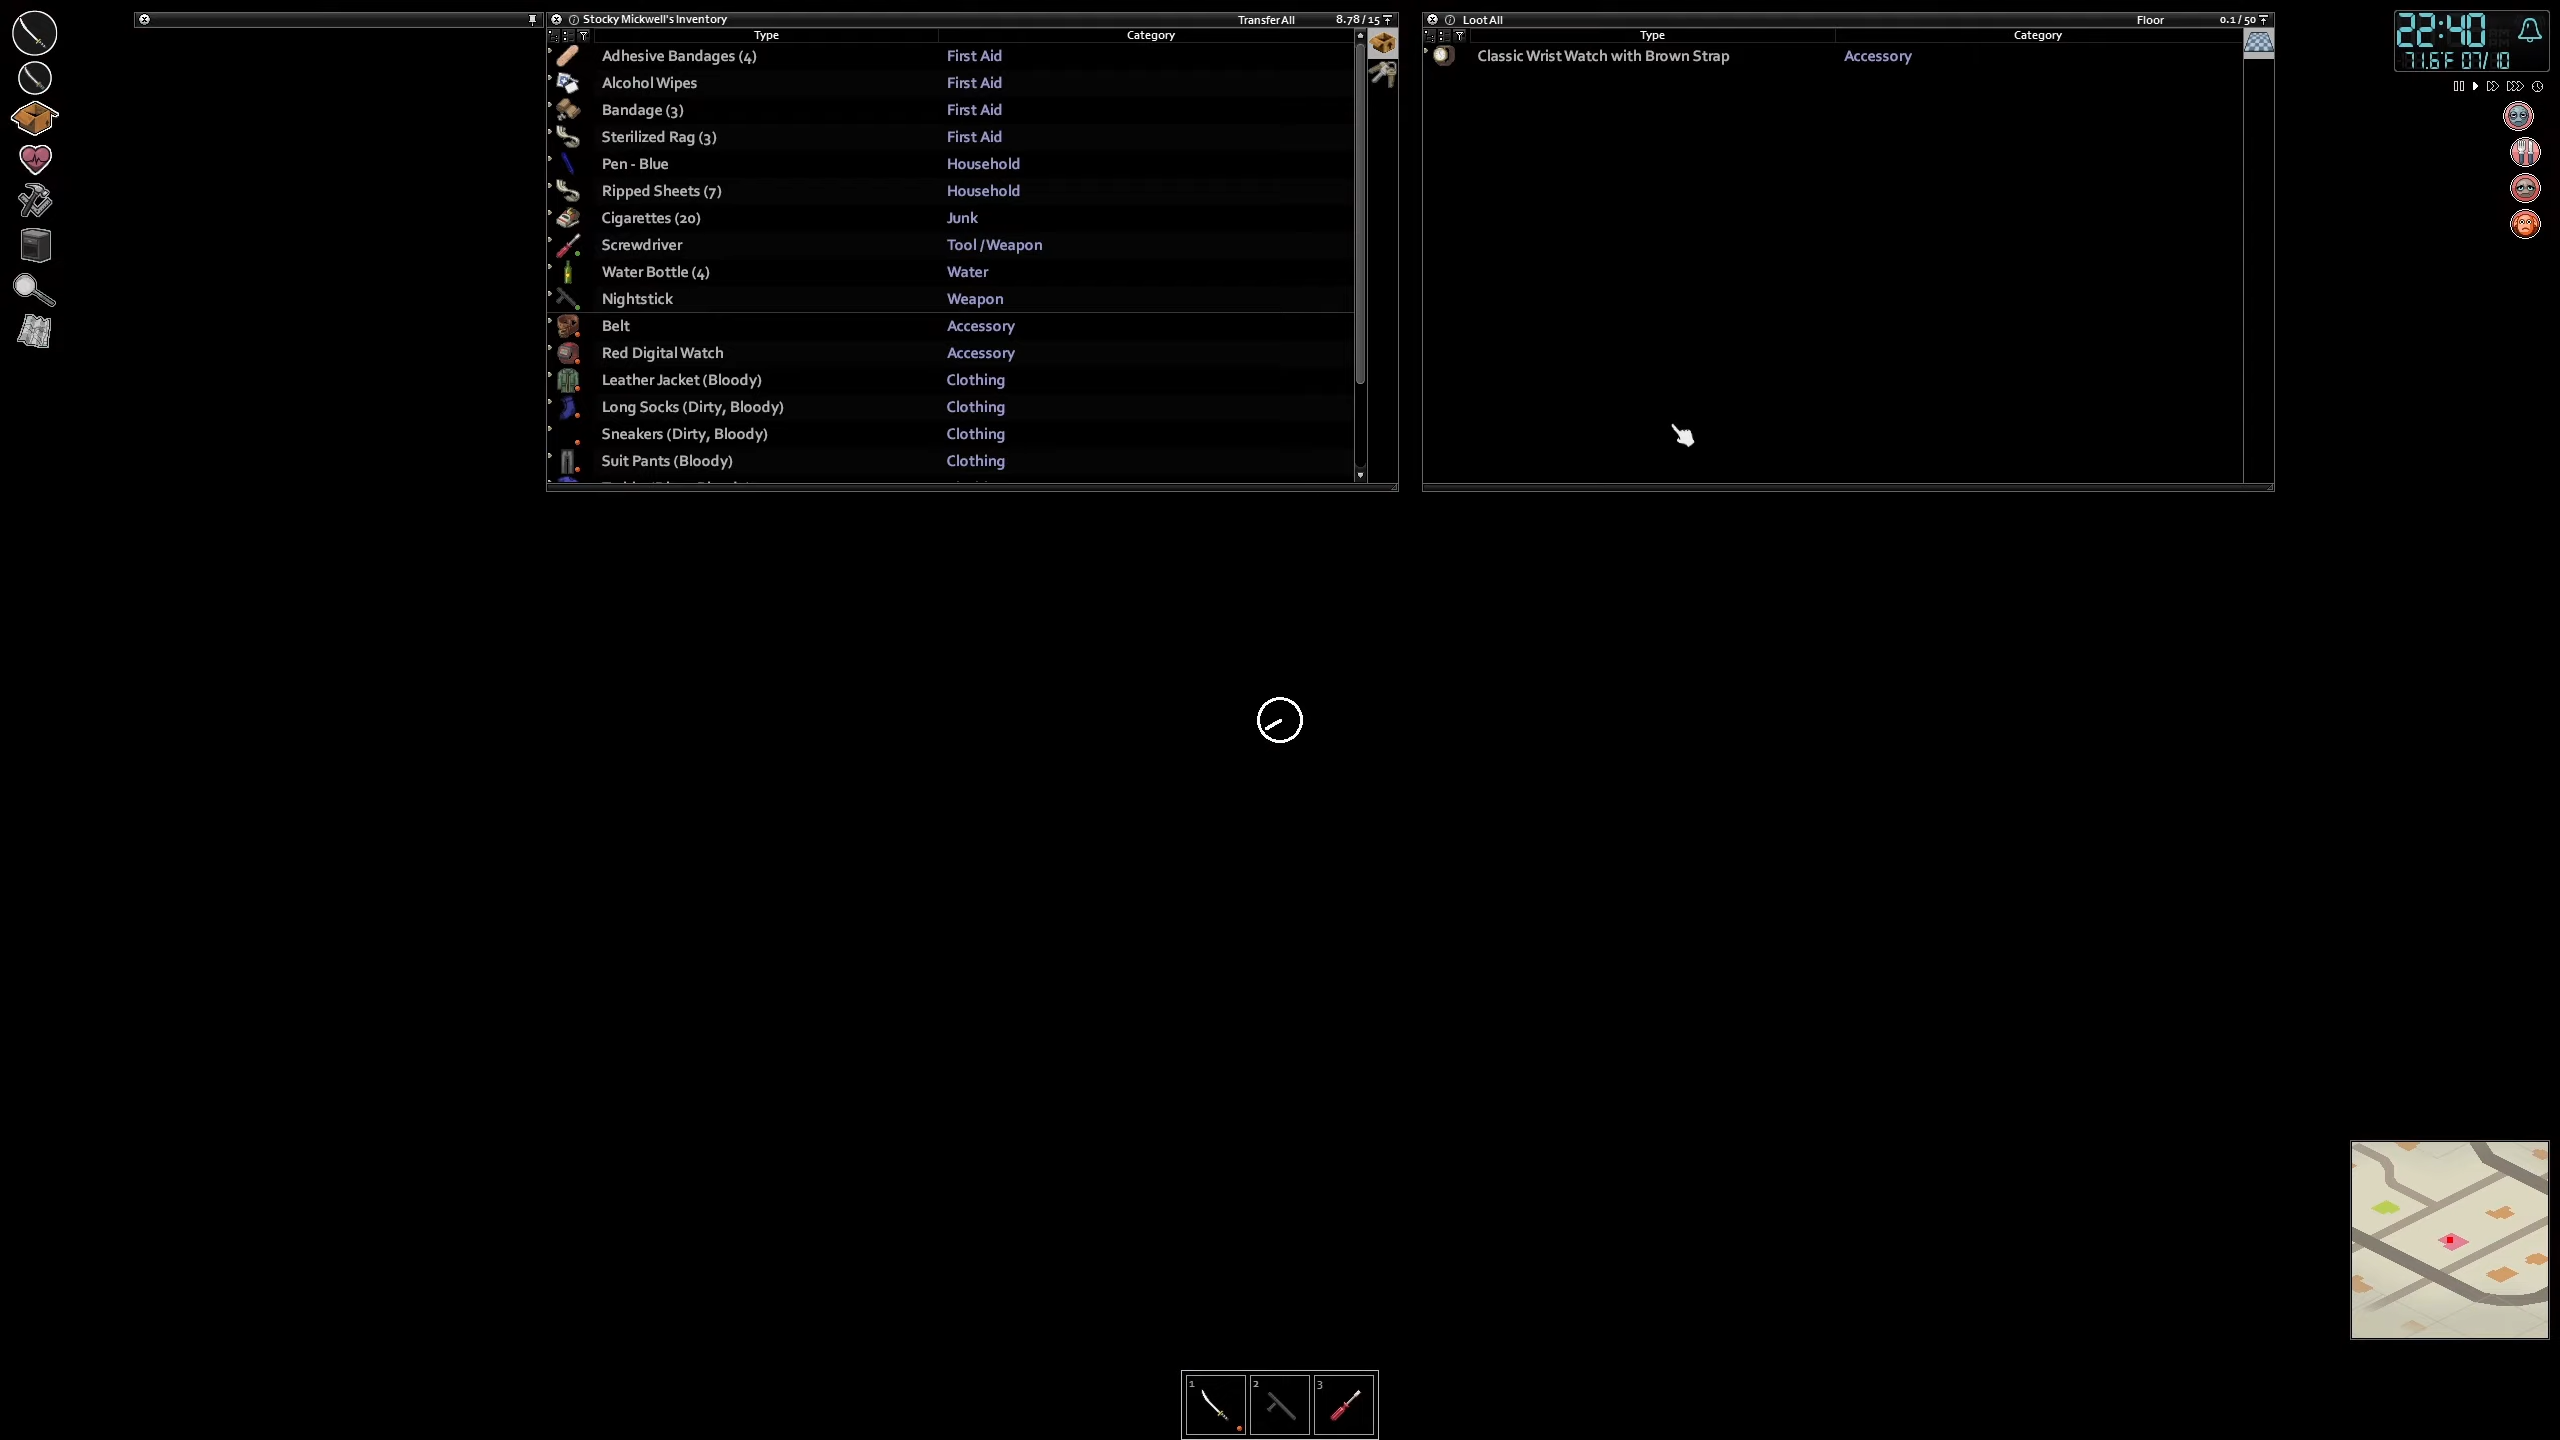 Stocky Mickwell's Inventory Transfer All 8.78 / 15
Type Category
Adhesive Bandages (4) First Aid
Alcohol Wipes First Aid
Bandage (3) First Aid
Sterilized Rag (3) First Aid
Pen - Blue Household
Ripped Sheets (7) Household
Cigarettes (20) Junk
Screwdriver Tool / Weapon
Water Bottle (4) Water
Nightstick Weapon
Belt Accessory
Red Digital Watch Accessory
Leather Jacket (Bloody) Clothing
Long Socks (Dirty, Bloody) Clothing
Sneakers (Dirty, Bloody) Clothing
Suit Pants (Bloody) Clothing
Loot All Floor 0.1 / 50
Type Category
Classic Wrist Watch with Brown Strap Accessory
22:40
71.6°F 07/10
1 2 3